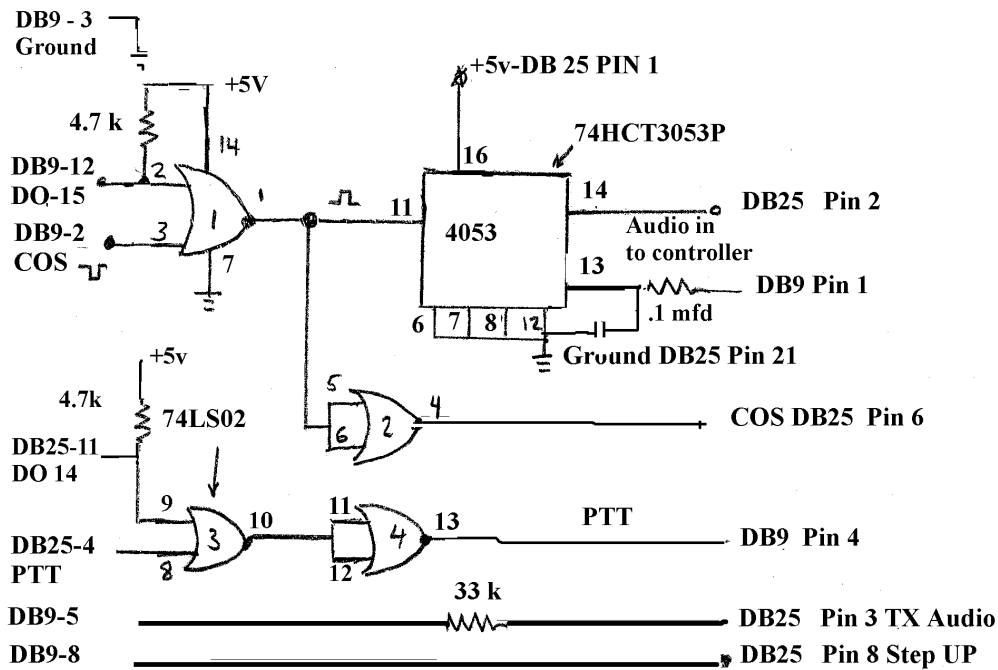 DB9 - 3
Ground
+5V
4.7 k
14
DB9-12
DO-15
2
1
1
DB9-2
COS
3
7
+5v-DB 25 PIN 1
74HCT3053P
16
11
4053
14
DB25 Pin 2
Audio in
to controller
13
DB9 Pin 1
.1 mfd
6 7 8 12
Ground DB25 Pin 21
+5v
4.7k
74LS02
5
6
2
4
COS DB25 Pin 6
DB25-11
DO 14
9
3
10
11
4
13
PTT
DB9 Pin 4
DB25-4
PTT
8
12
33 k
DB9-5
DB25 Pin 3 TX Audio
DB9-8
DB25 Pin 8 Step UP